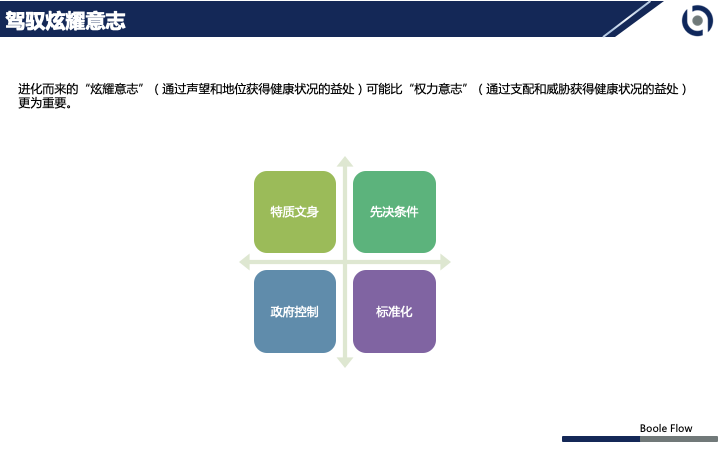 驾驭炫耀意志
进化而来的“炫耀意志”（通过声望和地位获得健康状况的益处）可能比“权力意志”（通过支配和威胁获得健康状况的益处）
更为重要。
特质文身
先决条件
政府控制
标准化
Boole Flow